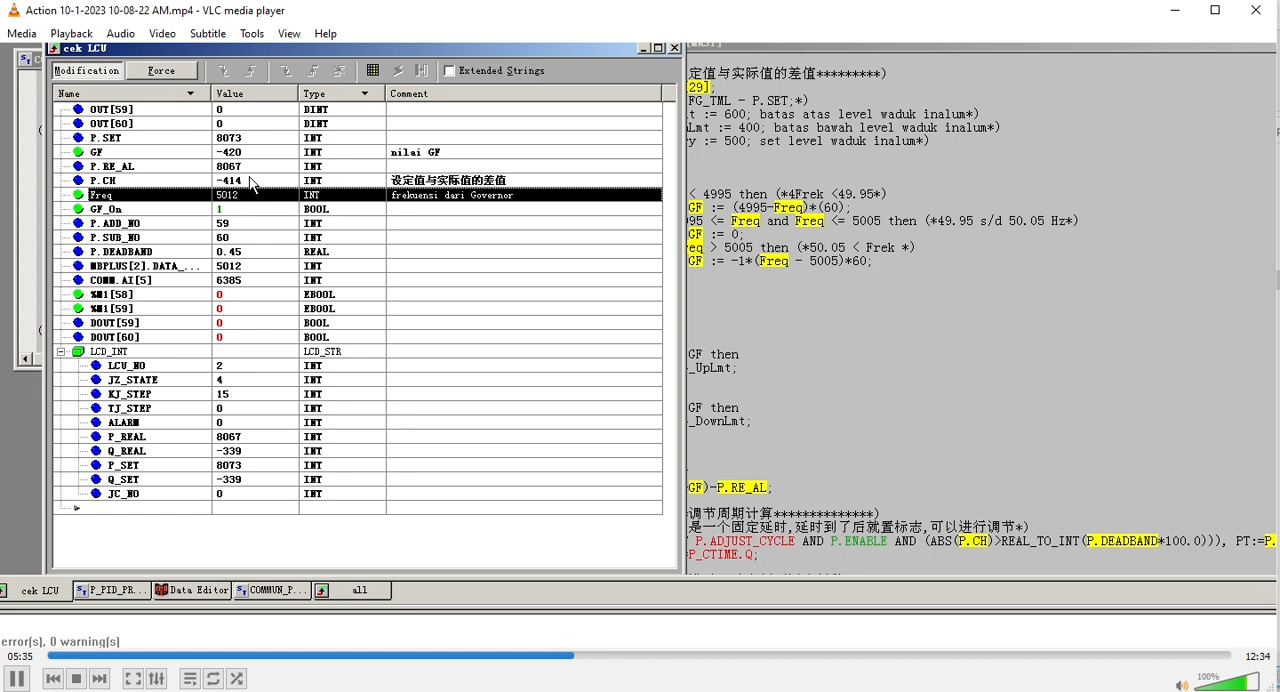 Action 10-1-2023 10-08-22 AM.mp4 - VLC media player
Media Playback Audio Video Subtitle Tools View Help
cek LCU
Modification Force Extended Strings
Name Value Type Comment
OUT[59] 0 DINT
OUT[60] 0 DINT
P.SET 8073 INT
GF -420 INT nilai GF
P.RE_AL 8067 INT
P.CH -414 INT 设定值与实际值的差值
Freq 5012 INT frekuensi dari Governor
GF_On 1 BOOL
P.ADD_NO 59 INT
P.SUB_NO 60 INT
P.DEADBAND 0.45 REAL
MBPLUS[2].DATA_... 5012 INT
COMM.AI[5] 6385 INT
%M1[58] 0 EBOOL
%M1[59] 0 EBOOL
DOUT[59] 0 BOOL
DOUT[60] 0 BOOL
LCD_INT LCD_STR
LCU_NO 2 INT
JZ_STATE 4 INT
KJ_STEP 15 INT
TJ_STEP 0 INT
ALARM 0 INT
P_REAL 8067 INT
Q_REAL -339 INT
P_SET 8073 INT
Q_SET -339 INT
JC_NO 0 INT
定值与实际值的差值*********)
[29];
FG_TML - P.SET;*)
t := 600; batas atas level waduk inalum*)
Lmt := 400; batas bawah level waduk inalum*)
y := 500; set level waduk inalum*)
< 4995 then (*4Frek <49.95*)
GF := (4995-Freq)*(60);
95 <= Freq and Freq <= 5005 then (*49.95 s/d 50.05 Hz*)
GF := 0;
eq > 5005 then (*50.05 < Frek *)
GF := -1*(Freq - 5005)*60;
GF then
_UpLmt;
GF then
_DownLmt;
GF)-P.RE_AL;
调节周期计算**************)
是一个固定延时,延时到了后就置标志,可以进行调节*)
P.ADJUST_CYCLE AND P.ENABLE AND (ABS(P.CH)>REAL_TO_INT(P.DEADBAND*100.0))), PT:=P.
P_CTIME.Q;
cek LCU P_PID_PR... Data Editor COMMUN_P... all
error(s), 0 warning(s)
05:35 12:34
100%